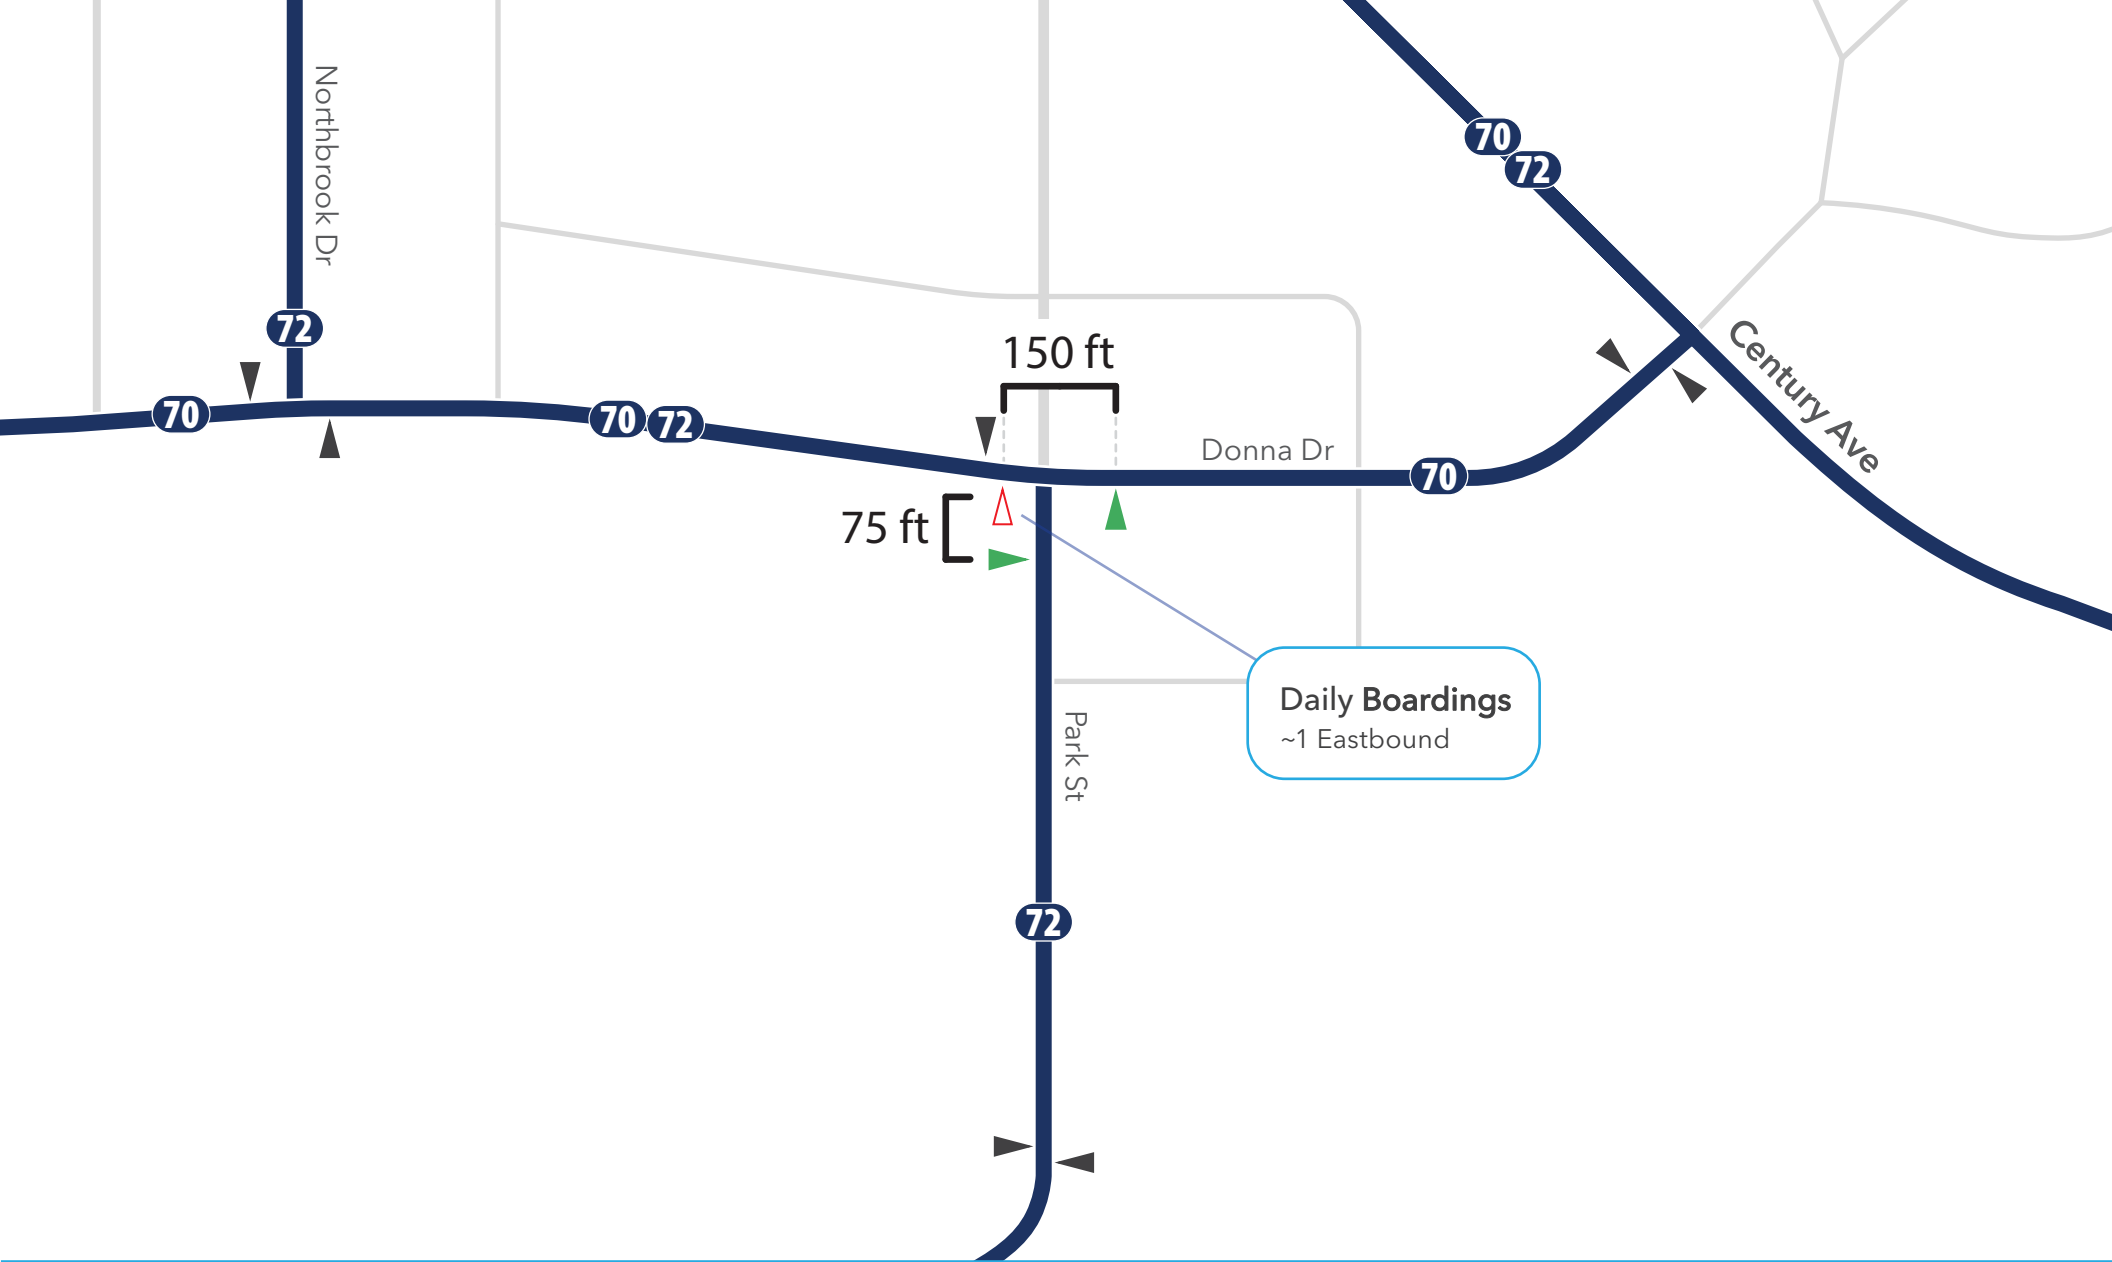 Northbrook Dr
70
72
72
Century Ave
150 ft
70
70
72
Donna Dr
70
75 ft
Daily Boardings
~1 Eastbound
Park St
72